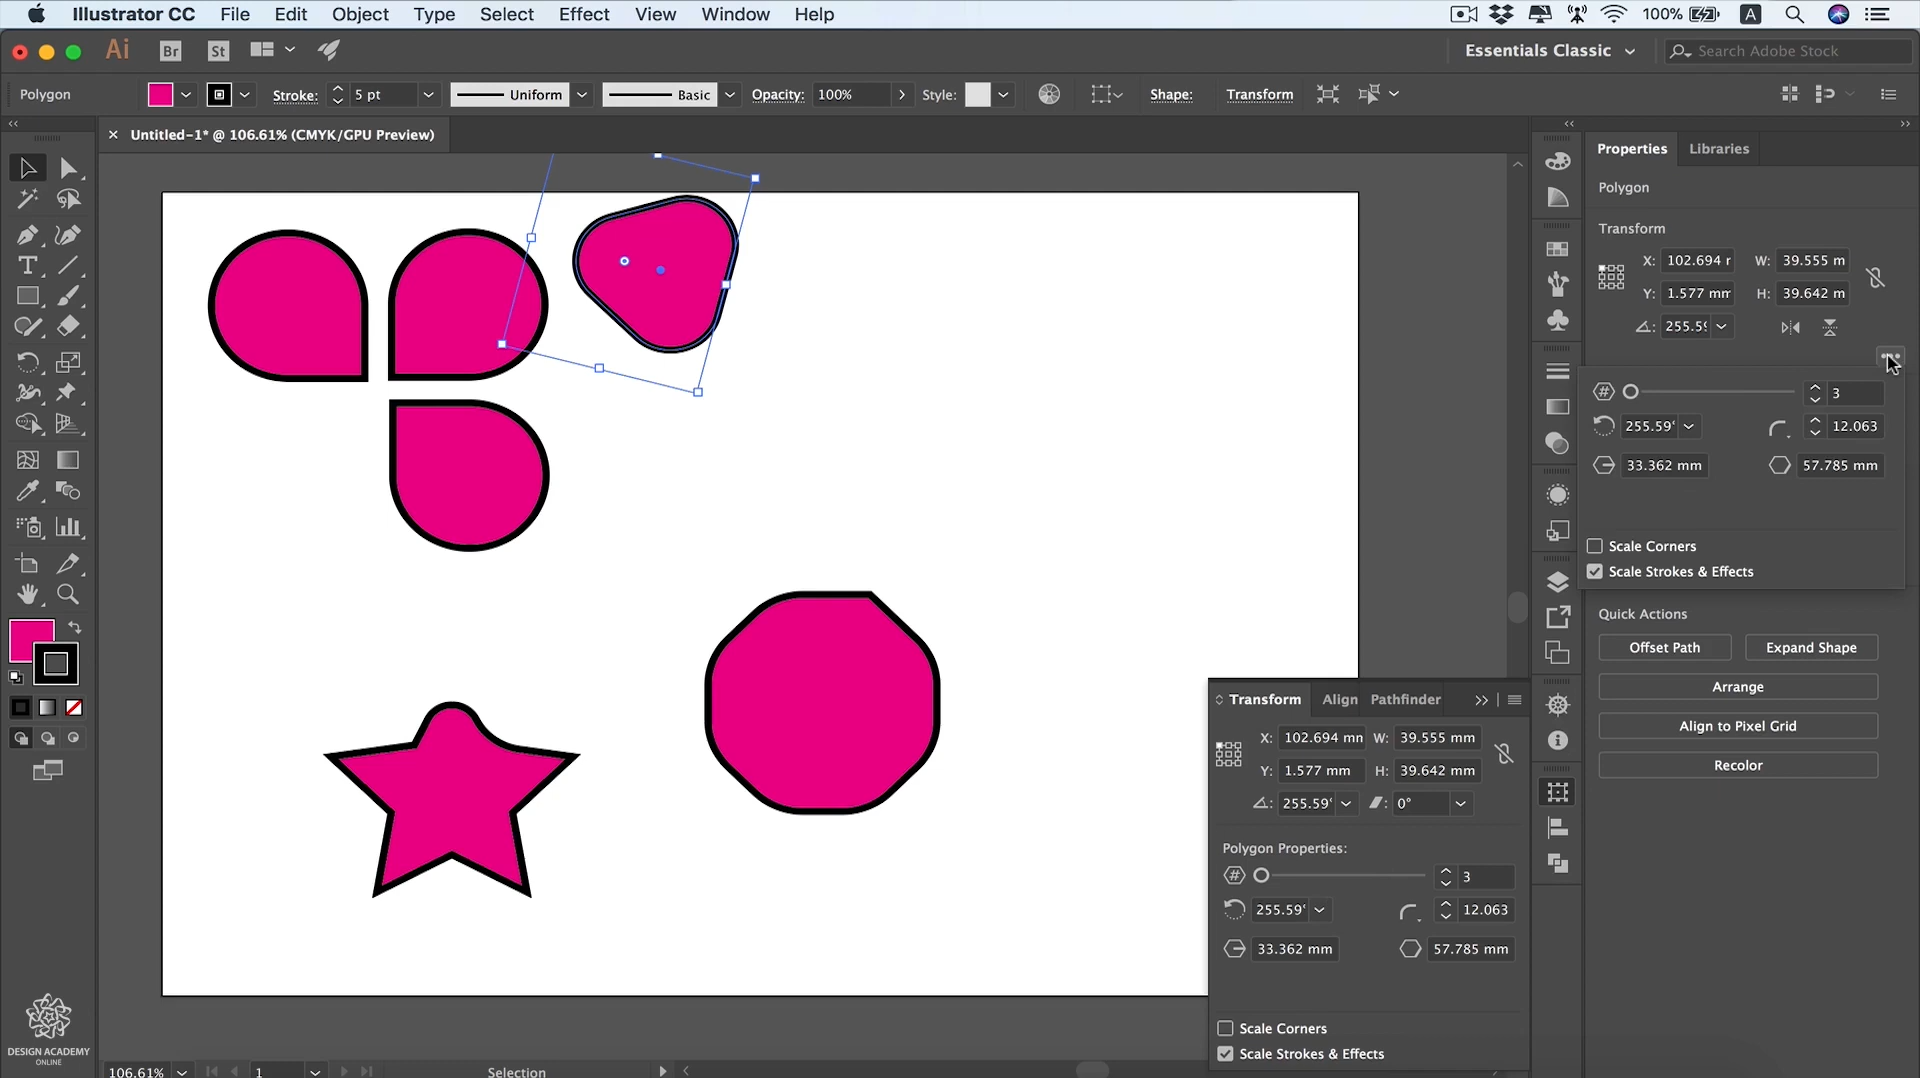 Illustrator CC File Edit Object Type Select Effect View Window Help 100% A
Ai Br St Essentials Classic Search Adobe Stock
Polygon Stroke: 5 pt Uniform Basic Opacity: 100% Style: Shape: Transform
× Untitled-1* @ 106.61% (CMYK/GPU Preview)
Properties Libraries
Polygon
Transform
X: 102.694 r W: 39.555 m
Y: 1.577 mm H: 39.642 m
255.59
3
255.59° 12.063
33.362 mm 57.785 mm
Scale Corners
Scale Strokes & Effects
Quick Actions
Offset Path Expand Shape
Arrange
Align to Pixel Grid
Recolor
Transform Align Pathfinder
X: 102.694 mm W: 39.555 mm
Y: 1.577 mm H: 39.642 mm
255.59° 0°
Polygon Properties:
3
255.59° 12.063
33.362 mm 57.785 mm
Scale Corners
Scale Strokes & Effects
DESIGN ACADEMY
ONLINE
106.61% 1 Selection